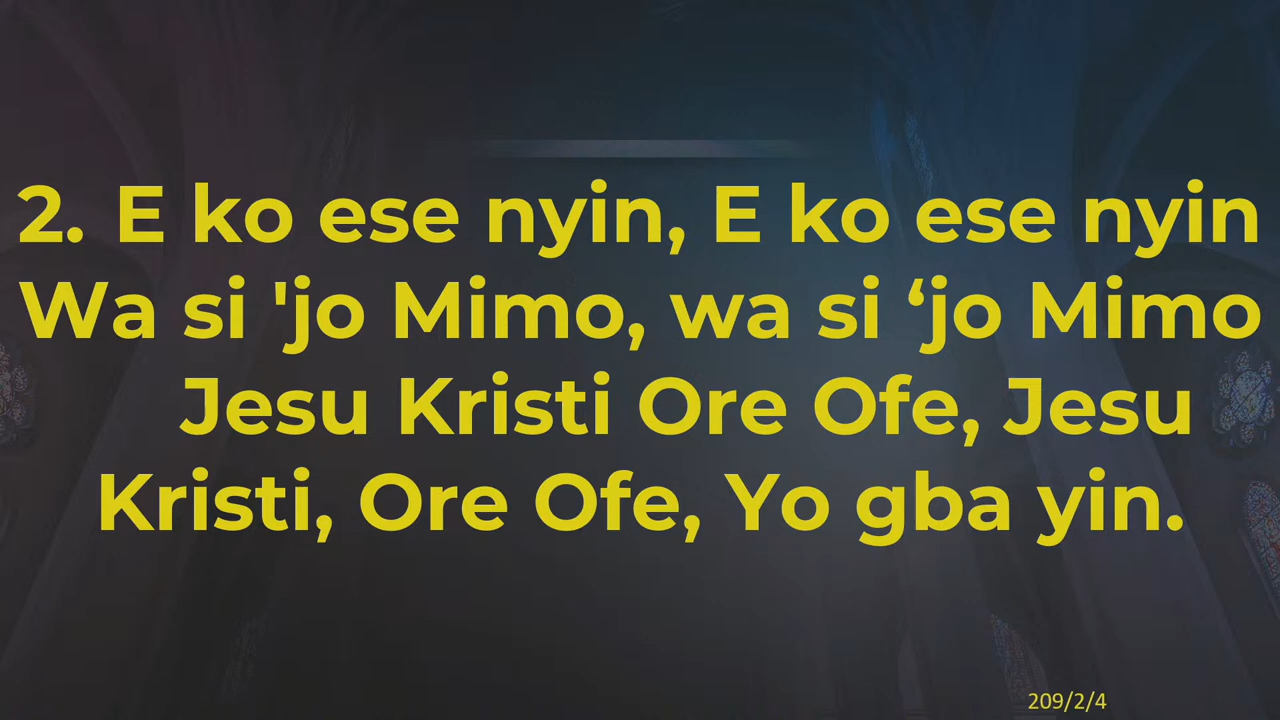 2. E ko ese nyin, E ko ese nyin
Wa si 'jo Mimo, wa si ‘jo Mimo
Jesu Kristi Ore Ofe, Jesu
Kristi, Ore Ofe, Yo gba yin.
209/2/4